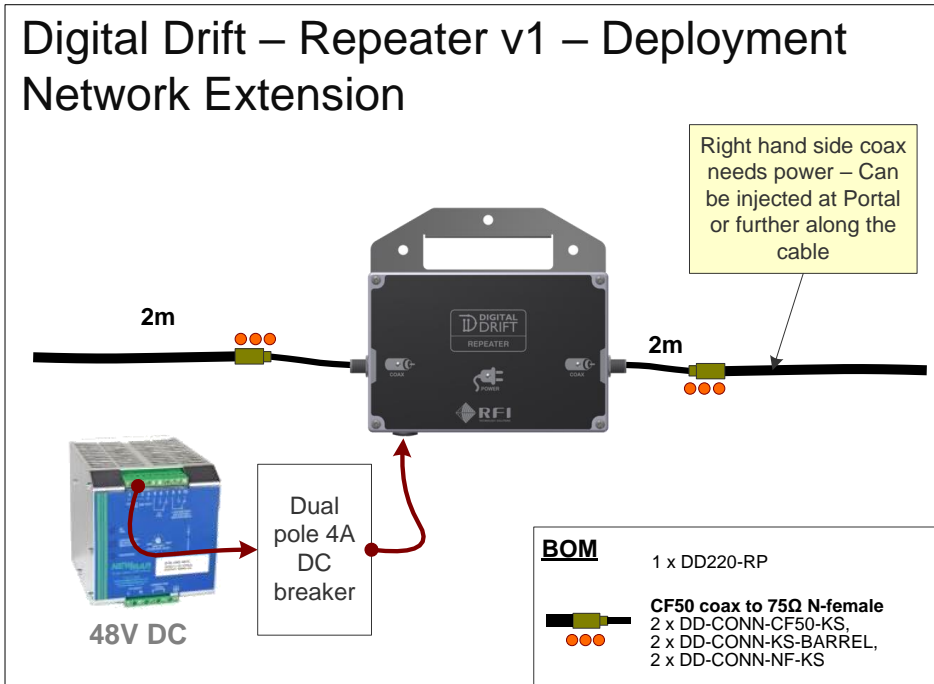 Digital Drift – Repeater v1 – Deployment
Network Extension
Right hand side coax
needs power – Can
be injected at Portal
or further along the
cable
2m
DIGITAL
DRIFT
REPEATER
2m
COAX
COAX
POWER
RFI
Dual
pole 4A
DC
breaker
48V DC
BOM
1 x DD220-RP
CF50 coax to 75Ω N-female
2 x DD-CONN-CF50-KS,
2 x DD-CONN-KS-BARREL,
2 x DD-CONN-NF-KS